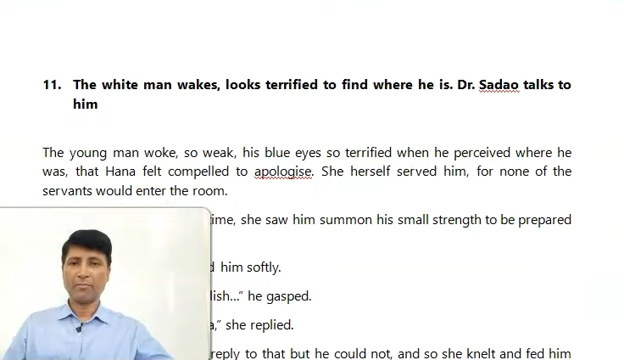 11. The white man wakes, looks terrified to find where he is. Dr. Sadao talks to
him
The young man woke, so weak, his blue eyes so terrified when he perceived where he
was, that Hana felt compelled to apologise. She herself served him, for none of the
servants would enter the room.
she saw him summon his small strength to be prepared
him softly.
he gasped.
she replied.
reply to that but he could not, and so she knelt and fed him